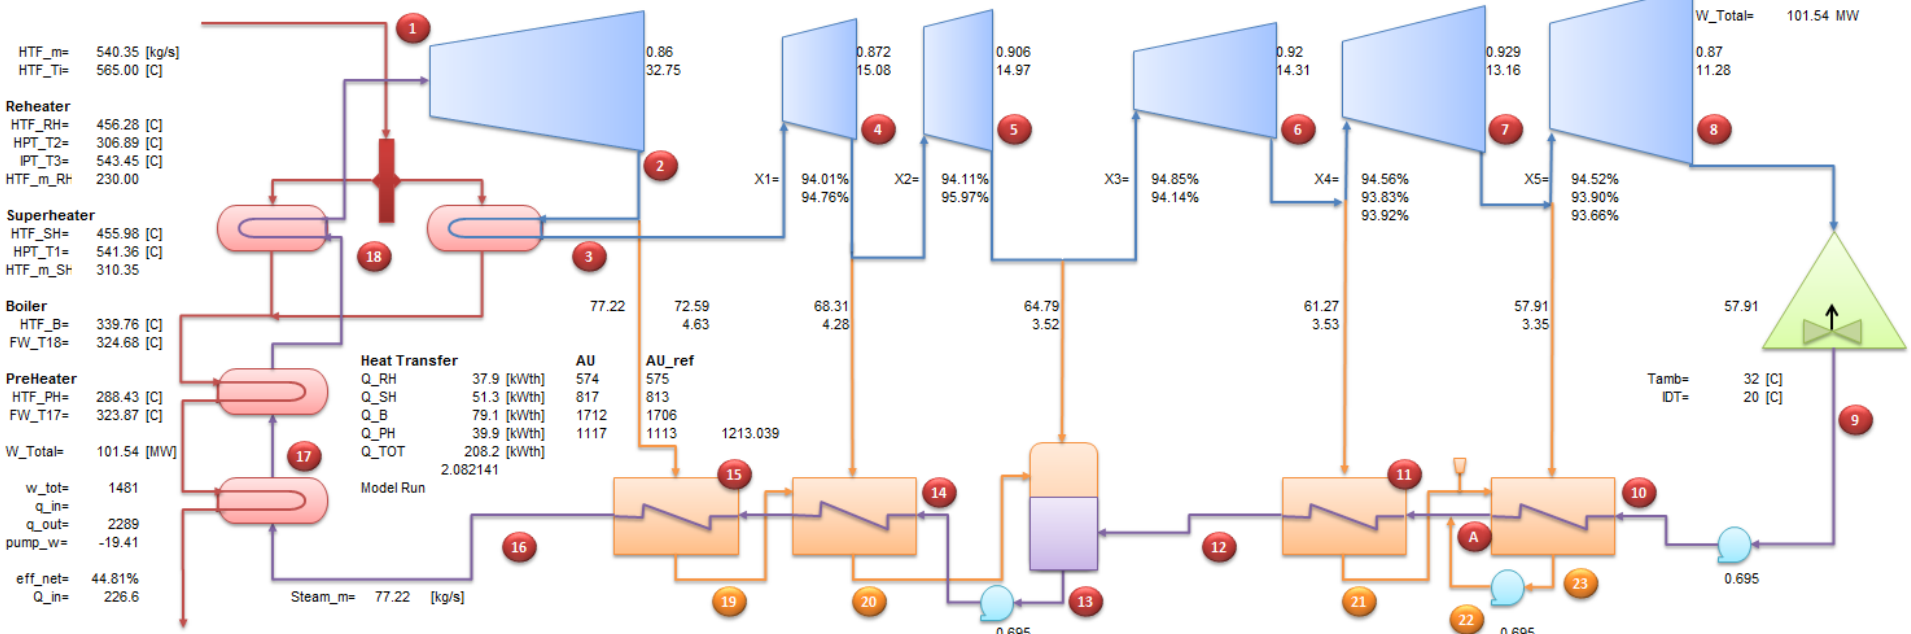 W_Total= 101.54 MW
1
HTF_m= 540.35 [kg/s]
HTF_Ti= 565.00 [C]
0.86
32.75
0.872
15.08
0.906
14.97
0.92
14.31
0.929
13.16
0.87
11.28
Reheater
HTF_RH= 456.28 [C]
HPT_T2= 306.89 [C]
IPT_T3= 543.45 [C]
HTF_m_RH 230.00
2
4
5
6
7
8
X1= 94.01%
94.76%
X2= 94.11%
95.97%
X3= 94.85%
94.14%
X4= 94.56%
93.83%
93.92%
X5= 94.52%
93.90%
93.66%
Superheater
HTF_SH= 455.98 [C]
HPT_T1= 541.36 [C]
HTF_m_SH 310.35
18
3
Boiler
HTF_B= 339.76 [C]
FW_T18= 324.68 [C]
77.22 72.59
4.63
68.31
4.28
64.79
3.52
61.27
3.53
57.91
3.35
57.91
PreHeater
HTF_PH= 288.43 [C]
FW_T17= 323.87 [C]
Heat Transfer AU AU_ref
Q_RH 37.9 [kWth] 574 575
Q_SH 51.3 [kWth] 817 813
Q_B 79.1 [kWth] 1712 1706
Q_PH 39.9 [kWth] 1117 1113 1213.039
Q_TOT 208.2 [kWth]
2.082141
Model Run
Tamb= 32 [C]
IDT= 20 [C]
9
W_Total= 101.54 [MW]
17
15
14
11
10
w_tot= 1481
q_in=
q_out= 2289
pump_w= -19.41
16
12
A
eff_net= 44.81%
Q_in= 226.6
Steam_m= 77.22 [kg/s]
0.695
19
20
13
21
23
22
0.695
0.695